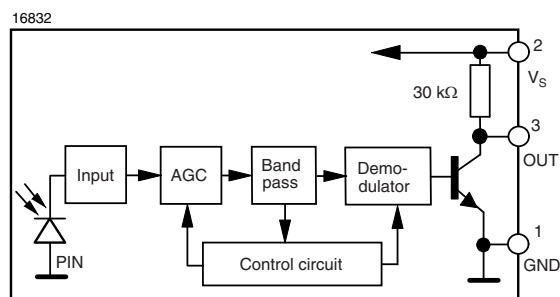 16832
2
V_S
30 kΩ
3
OUT
Input
AGC
Band
pass
Demo-
dulator
1
GND
PIN
Control circuit